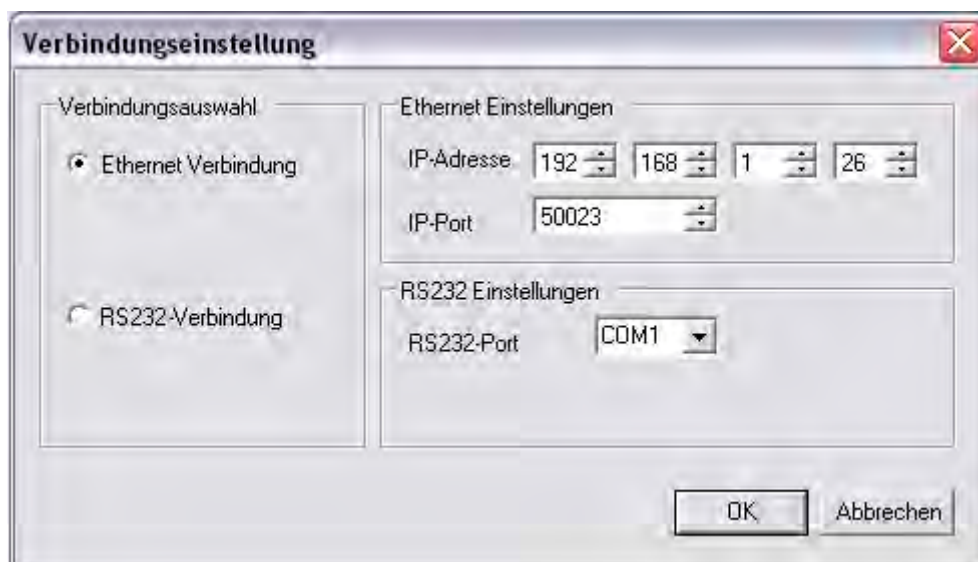 Verbindungseinstellung
Verbindungsauswahl
Ethernet Verbindung
RS232-Verbindung
Ethernet Einstellungen
IP-Adresse 192 168 1 26
IP-Port 50023
RS232 Einstellungen
RS232-Port COM1
OK Abbrechen